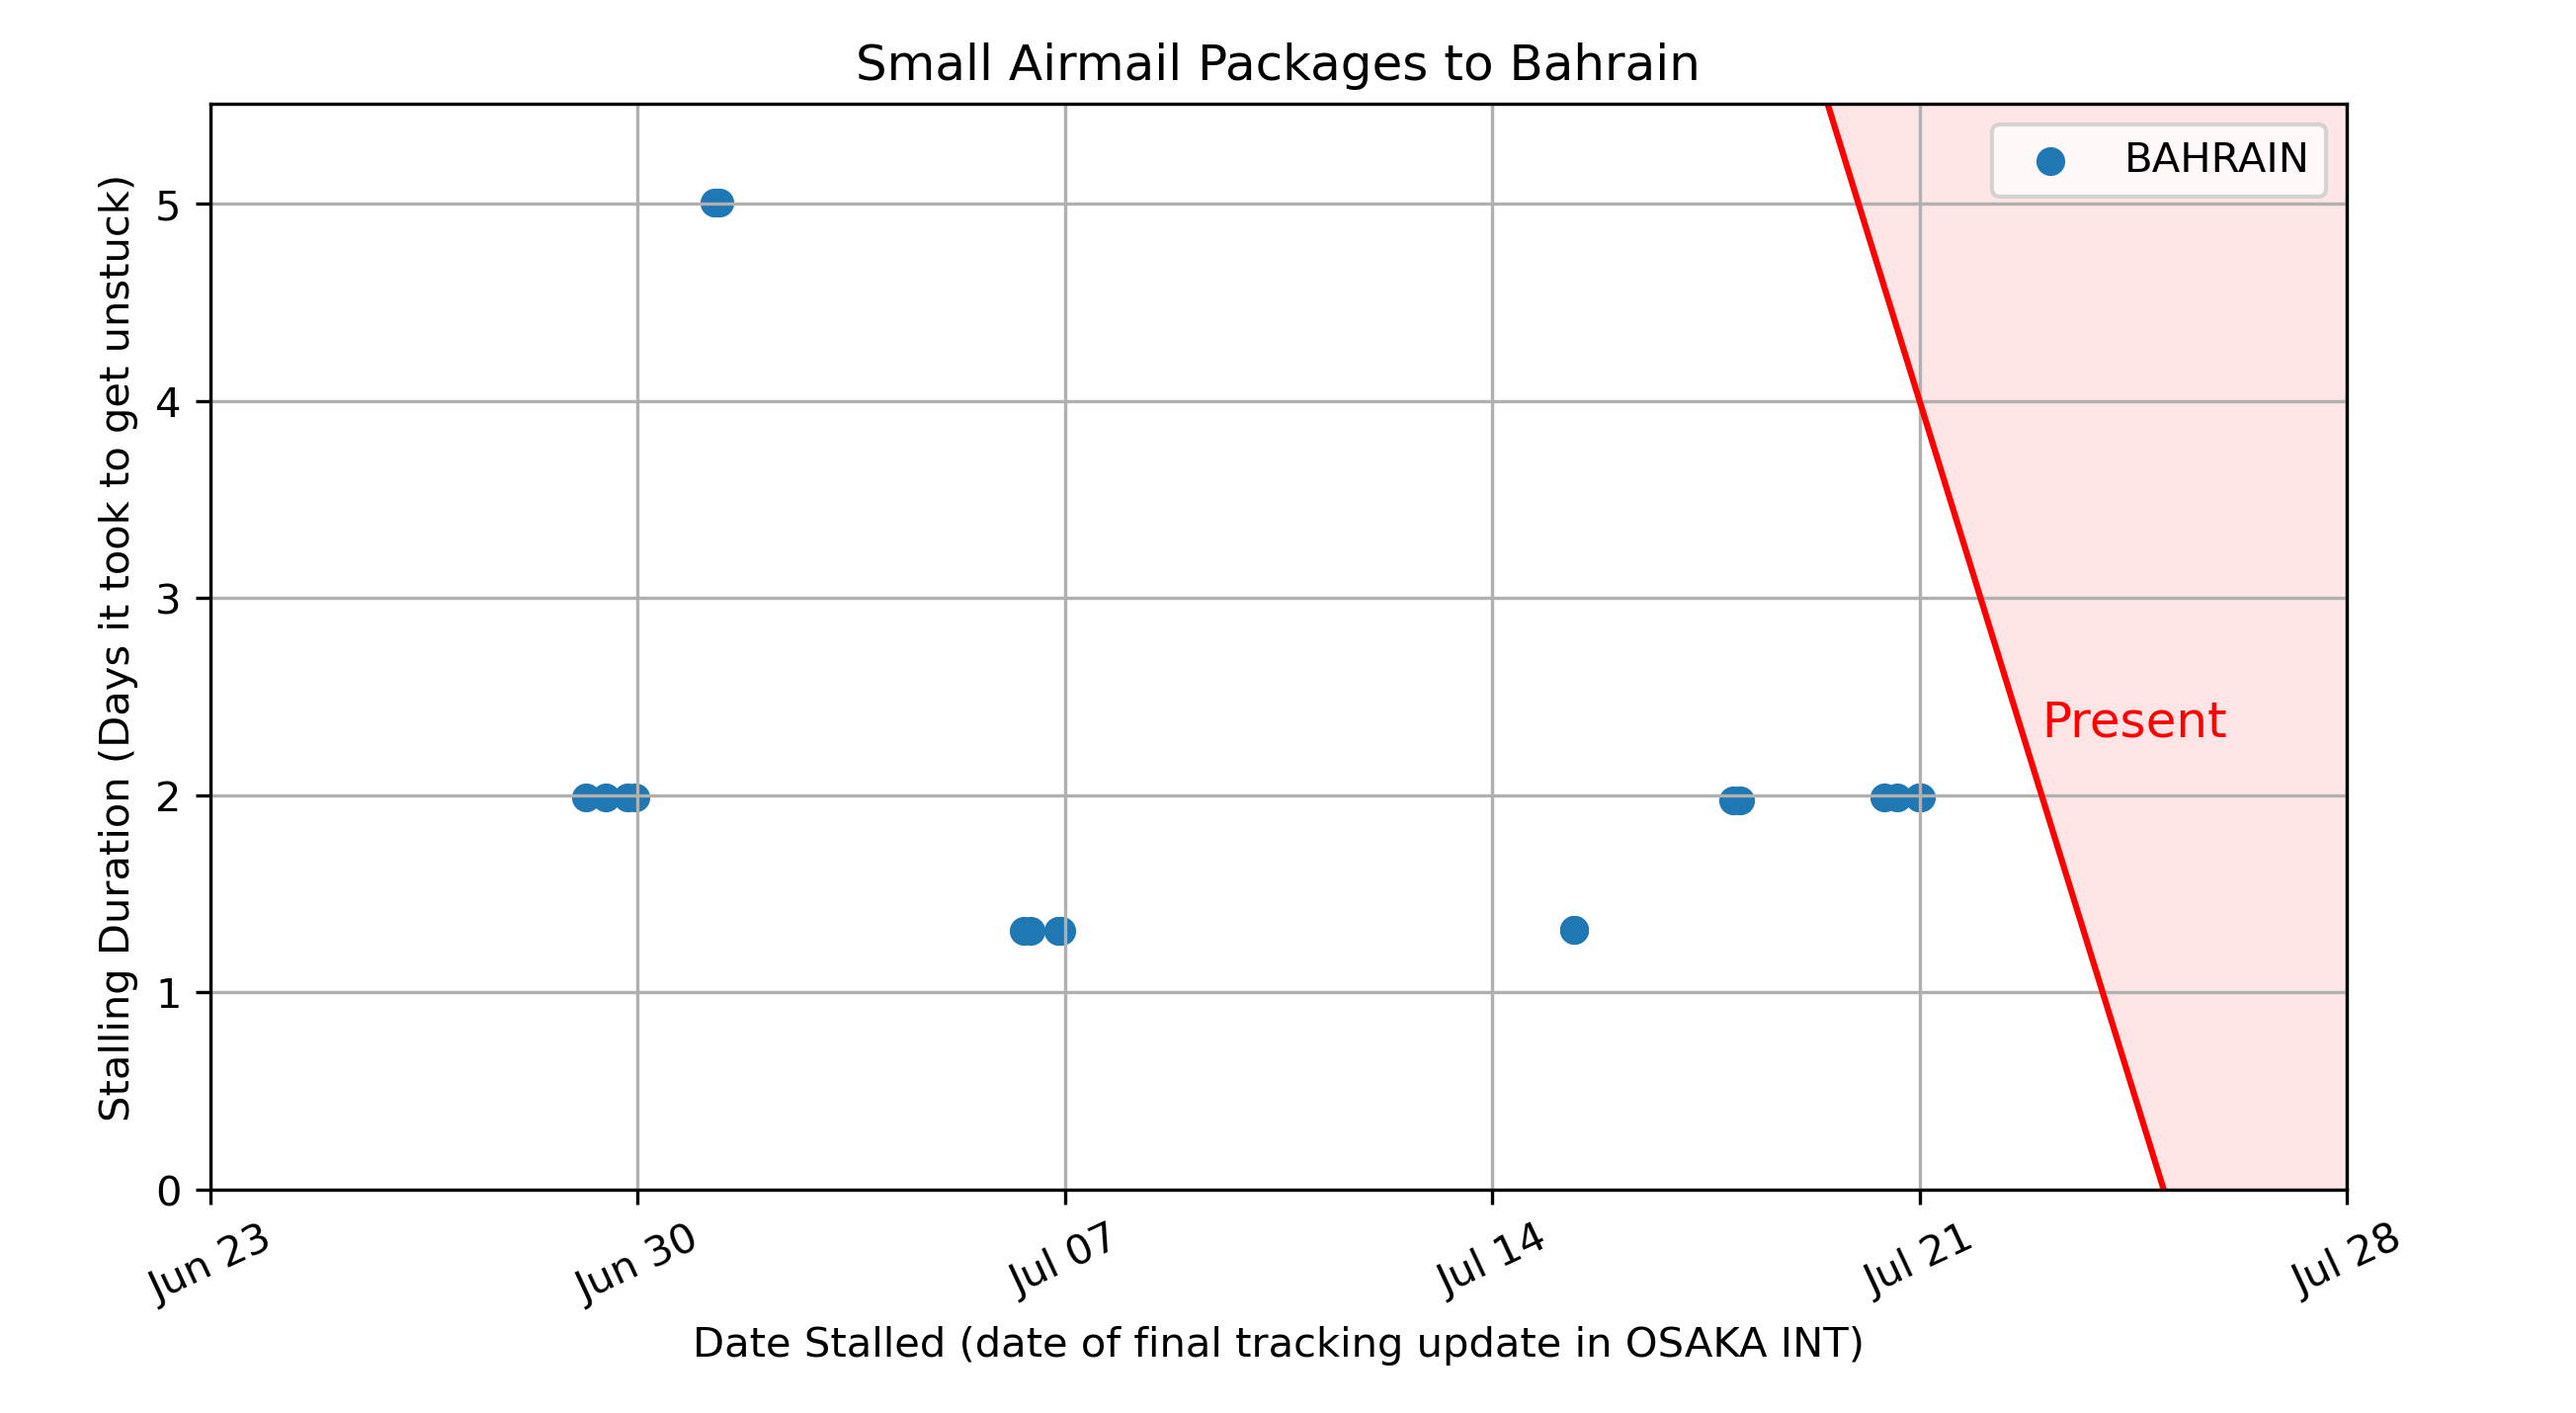 Small Airmail Packages to Bahrain
BAHRAIN
Present
Stalling Duration (Days it took to get unstuck)
5
4
3
2
1
0
Jun 23
Jun 30
Jul 07
Jul 14
Jul 21
Jul 28
Date Stalled (date of final tracking update in OSAKA INT)